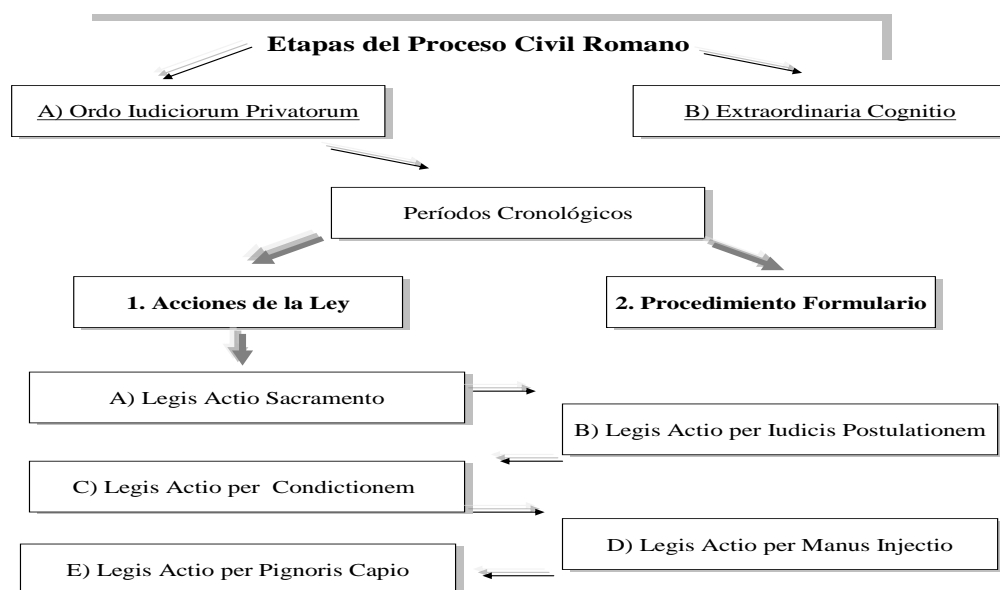 Etapas del Proceso Civil Romano
A) Ordo Iudiciorum Privatorum
B) Extraordinaria Cognitio
Períodos Cronológicos
1. Acciones de la Ley
2. Procedimiento Formulario
A) Legis Actio Sacramento
B) Legis Actio per Iudicis Postulationem
C) Legis Actio per Condictionem
D) Legis Actio per Manus Injectio
E) Legis Actio per Pignoris Capio